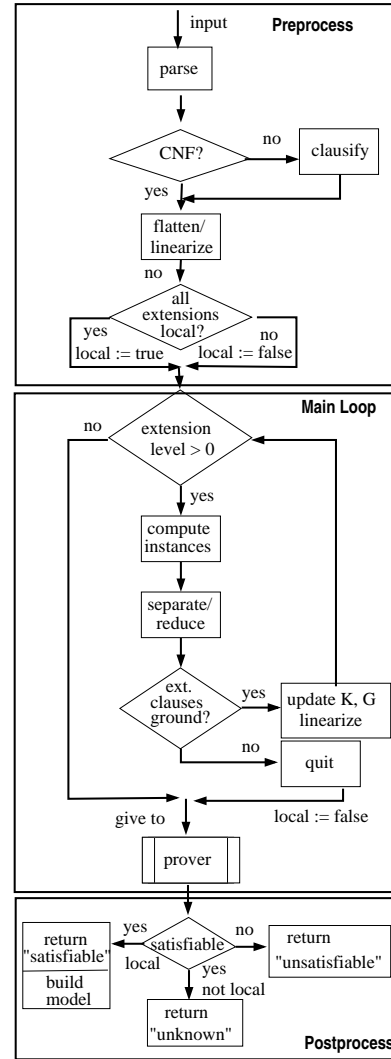 input
Preprocess
parse
CNF?
no
clausify
yes
flatten/
linearize
no
all
extensions
local?
yes
local := true
no
local := false
Main Loop
no
extension
level > 0
yes
compute
instances
separate/
reduce
ext.
clauses
ground?
yes
update K, G
linearize
no
quit
give to
local := false
prover
yes
local
satisfiable
no
return
"satisfiable"
build
model
return
"unsatisfiable"
yes
not local
return
"unknown"
Postprocess